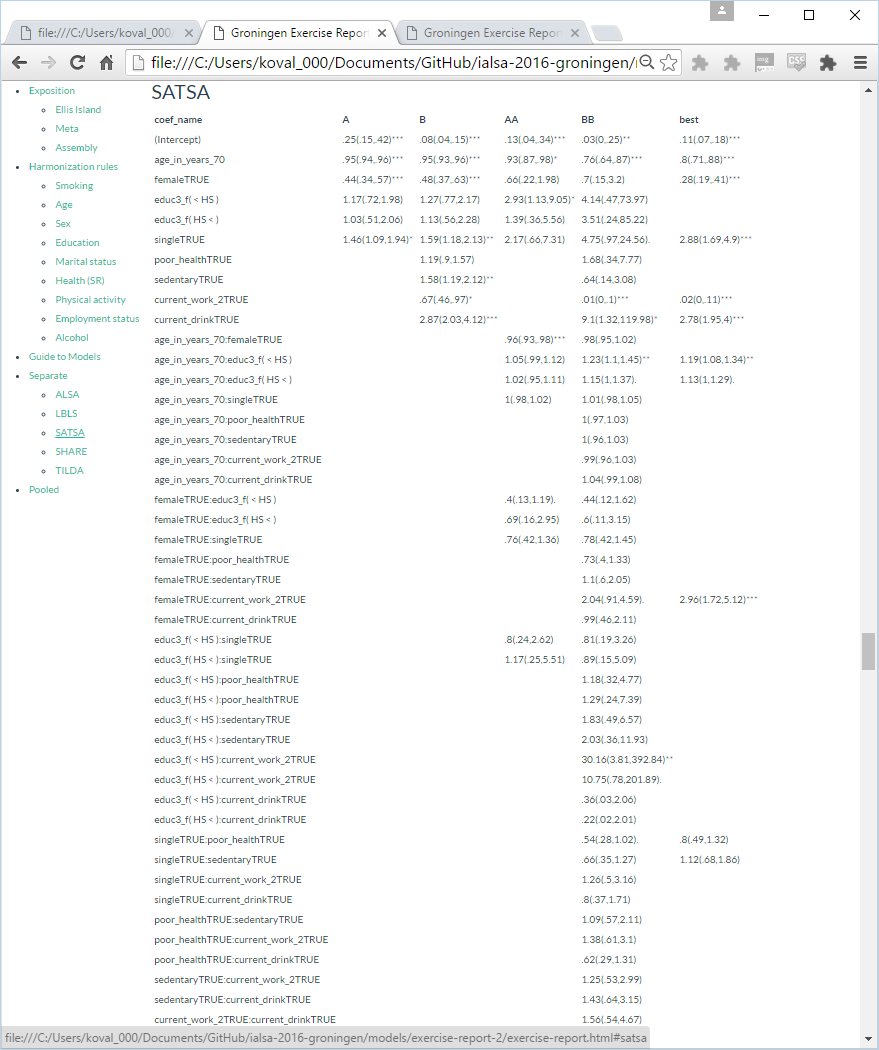 file:///C:/Users/koval_000/
Groningen Exercise Repor
Groningen Exercise Repor
file:///C:/Users/koval_000/Documents/GitHub/ialsa-2016-groningen/
Exposition
Ellis Island
Meta
Assembly
Harmonization rules
Smoking
Age
Sex
Education
Marital status
Health (SR)
Physical activity
Employment status
Alcohol
Guide to Models
Separate
ALSA
LBLS
SATSA
SHARE
TILDA
Pooled
SATSA
coef_name A B AA BB best
(Intercept) .25(.15,.42)*** .08(.04,.15)*** .13(.04,.34)*** .03(0,.25)** .11(.07,.18)***
age_in_years_70 .95(.94,.96)*** .95(.93,.96)*** .93(.87,.98)* .76(.64,.87)*** .8(.71,.88)***
femaleTRUE .44(.34,.57)*** .48(.37,.63)*** .66(.22,1.98) .7(.15,3.2) .28(.19,.41)***
educ3_f( < HS ) 1.17(.72,1.98) 1.27(.77,2.17) 2.93(1.13,9.05)* 4.14(.47,73.97)
educ3_f( HS < ) 1.03(.51,2.06) 1.13(.56,2.28) 1.39(.36,5.56) 3.51(.24,85.22)
singleTRUE 1.46(1.09,1.94)* 1.59(1.18,2.13)** 2.17(.66,7.31) 4.75(.97,24.56). 2.88(1.69,4.9)***
poor_healthTRUE 1.19(.9,1.57) 1.68(.34,7.77)
sedentaryTRUE 1.58(1.19,2.12)** .64(.14,3.08)
current_work_2TRUE .67(.46,.97)* .01(0,.1)*** .02(0,.11)***
current_drinkTRUE 2.87(2.03,4.12)*** 9.1(1.32,119.98)* 2.78(1.95,4)***
age_in_years_70:femaleTRUE .96(.93,.98)*** .98(.95,1.02)
age_in_years_70:educ3_f( < HS ) 1.05(.99,1.12) 1.23(1.1,1.45)** 1.19(1.08,1.34)**
age_in_years_70:educ3_f( HS < ) 1.02(.95,1.11) 1.15(1,1.37). 1.13(1,1.29).
age_in_years_70:singleTRUE 1(.98,1.02) 1.01(.98,1.05)
age_in_years_70:poor_healthTRUE 1(.97,1.03)
age_in_years_70:sedentaryTRUE 1(.96,1.03)
age_in_years_70:current_work_2TRUE .99(.96,1.03)
age_in_years_70:current_drinkTRUE 1.04(.99,1.08)
femaleTRUE:educ3_f( < HS ) .4(.13,1.19). .44(.12,1.62)
femaleTRUE:educ3_f( HS < ) .69(.16,2.95) .6(.11,3.15)
femaleTRUE:singleTRUE .76(.42,1.36) .78(.42,1.45)
femaleTRUE:poor_healthTRUE .73(.4,1.33)
femaleTRUE:sedentaryTRUE 1.1(.6,2.05)
femaleTRUE:current_work_2TRUE 2.04(.91,4.59). 2.96(1.72,5.12)***
femaleTRUE:current_drinkTRUE .99(.46,2.11)
educ3_f( < HS ):singleTRUE .8(.24,2.62) .81(.19,3.26)
educ3_f( HS < ):singleTRUE 1.17(.25,5.51) .89(.15,5.09)
educ3_f( < HS ):poor_healthTRUE 1.18(.32,4.77)
educ3_f( HS < ):poor_healthTRUE 1.29(.24,7.39)
educ3_f( < HS ):sedentaryTRUE 1.83(.49,6.57)
educ3_f( HS < ):sedentaryTRUE 2.03(.36,11.93)
educ3_f( < HS ):current_work_2TRUE 30.16(3.81,392.84)**
educ3_f( HS < ):current_work_2TRUE 10.75(.78,201.89).
educ3_f( < HS ):current_drinkTRUE .36(.03,2.06)
educ3_f( HS < ):current_drinkTRUE .22(.02,2.01)
singleTRUE:poor_healthTRUE .54(.28,1.02). .8(.49,1.32)
singleTRUE:sedentaryTRUE .66(.35,1.27) 1.12(.68,1.86)
singleTRUE:current_work_2TRUE 1.26(.5,3.16)
singleTRUE:current_drinkTRUE .8(.37,1.71)
poor_healthTRUE:sedentaryTRUE 1.09(.57,2.11)
poor_healthTRUE:current_work_2TRUE 1.38(.61,3.1)
poor_healthTRUE:current_drinkTRUE .62(.29,1.31)
sedentaryTRUE:current_work_2TRUE 1.25(.53,2.99)
sedentaryTRUE:current_drinkTRUE 1.43(.64,3.15)
current_work_2TRUE:current_drinkTRUE 1.56(.54,4.67)
file:///C:/Users/koval_000/Documents/GitHub/ialsa-2016-groningen/models/exercise-report-2/exercise-report.html#satsa